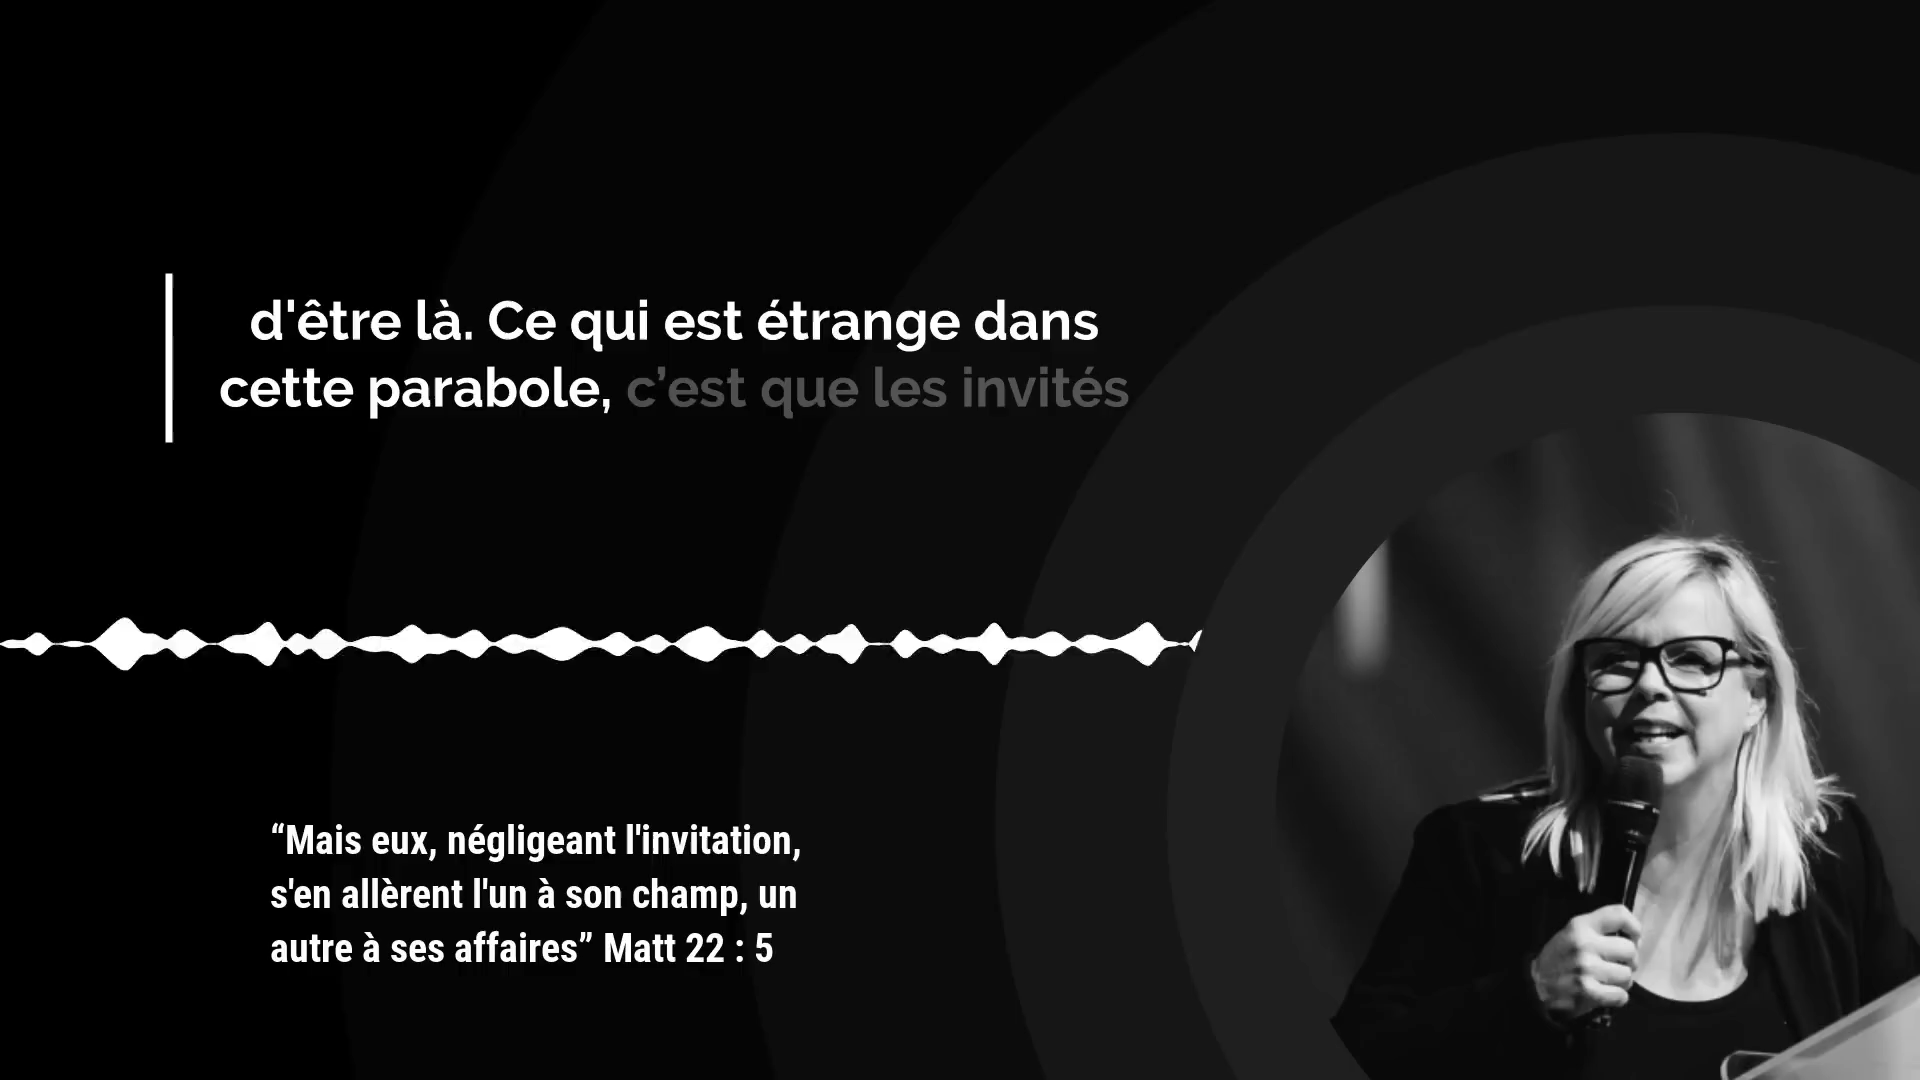 d'être là. Ce qui est étrange dans
cette parabole, c’est que les invités
“Mais eux, négligeant l'invitation,
s'en allèrent l'un à son champ, un
autre à ses affaires” Matt 22 : 5